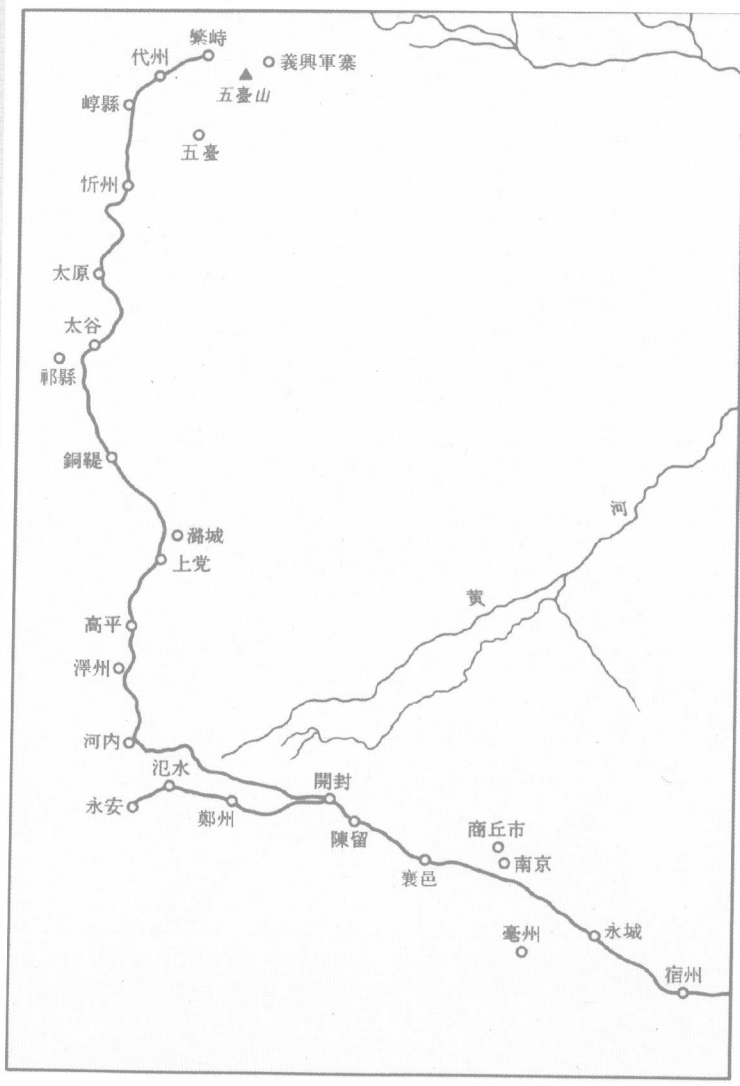 繁峙
代州
義興軍寨
五臺山
崞縣
五臺
忻州
太原
太谷
祁縣
銅鞮
潞城
上党
河
黄
高平
澤州
河内
氾水
開封
永安
鄭州
陳留
商丘市
南京
襄邑
亳州
永城
宿州